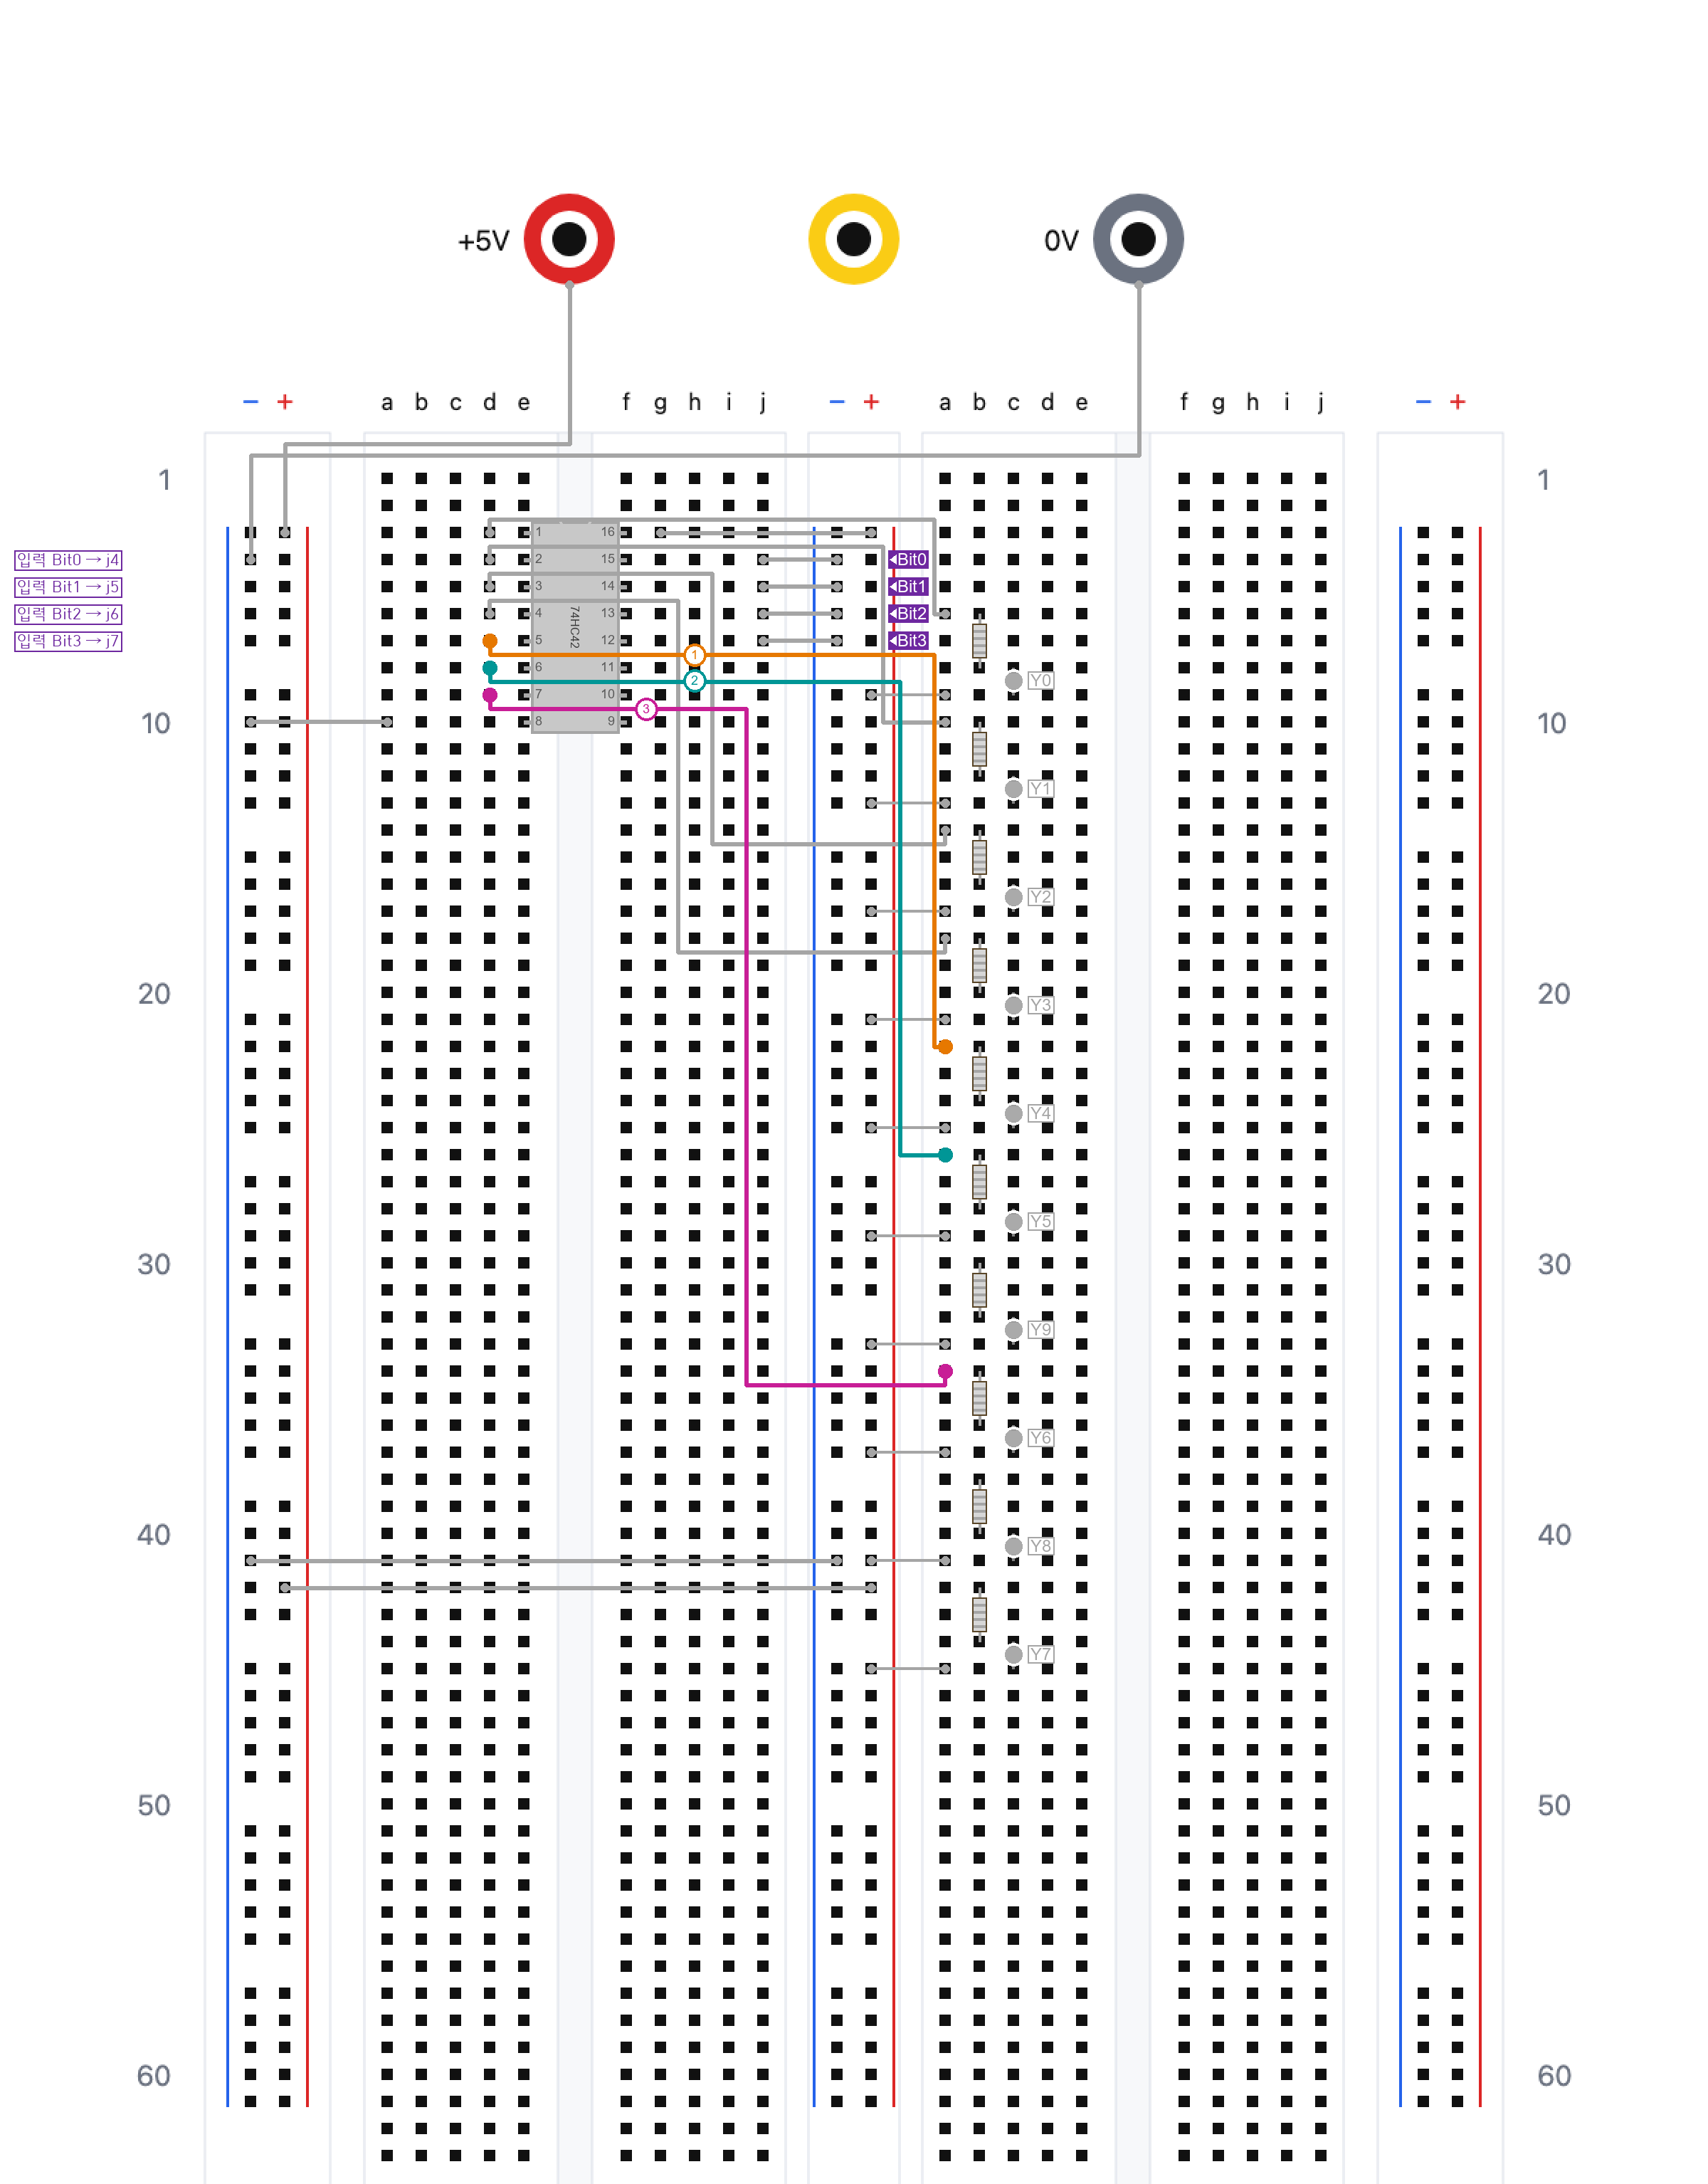 +5V 0V
− + a b c d e f g h i j − + a b c d e f g h i j − +
1 1
1 16
입력 Bit0 → j4 2 15 ◀Bit0
입력 Bit1 → j5 3 14 ◀Bit1
입력 Bit2 → j6 4 13 ◀Bit2
74HC42
입력 Bit3 → j7 5 12 ◀Bit3
1
6 11
2 Y0
7 10
3
10 8 9 10
Y1
Y2
20 20
Y3
Y4
Y5
30 30
Y9
Y6
40 40
Y8
Y7
50 50
60 60